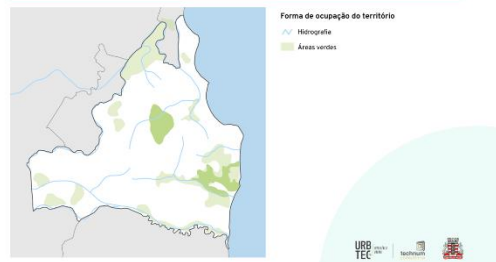 Forma de ocupação do território
Hidrografia
Áreas verdes
URB
TEC
technum